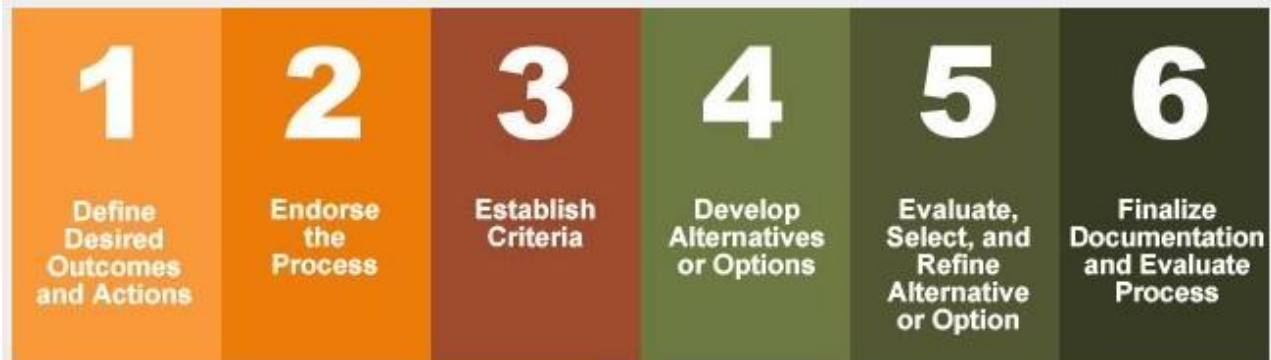 1
Define
Desired
Outcomes
and Actions
2
Endorse
the
Process
3
Establish
Criteria
4
Develop
Alternatives
or Options
5
Evaluate,
Select, and
Refine
Alternative
or Option
6
Finalize
Documentation
and Evaluate
Process